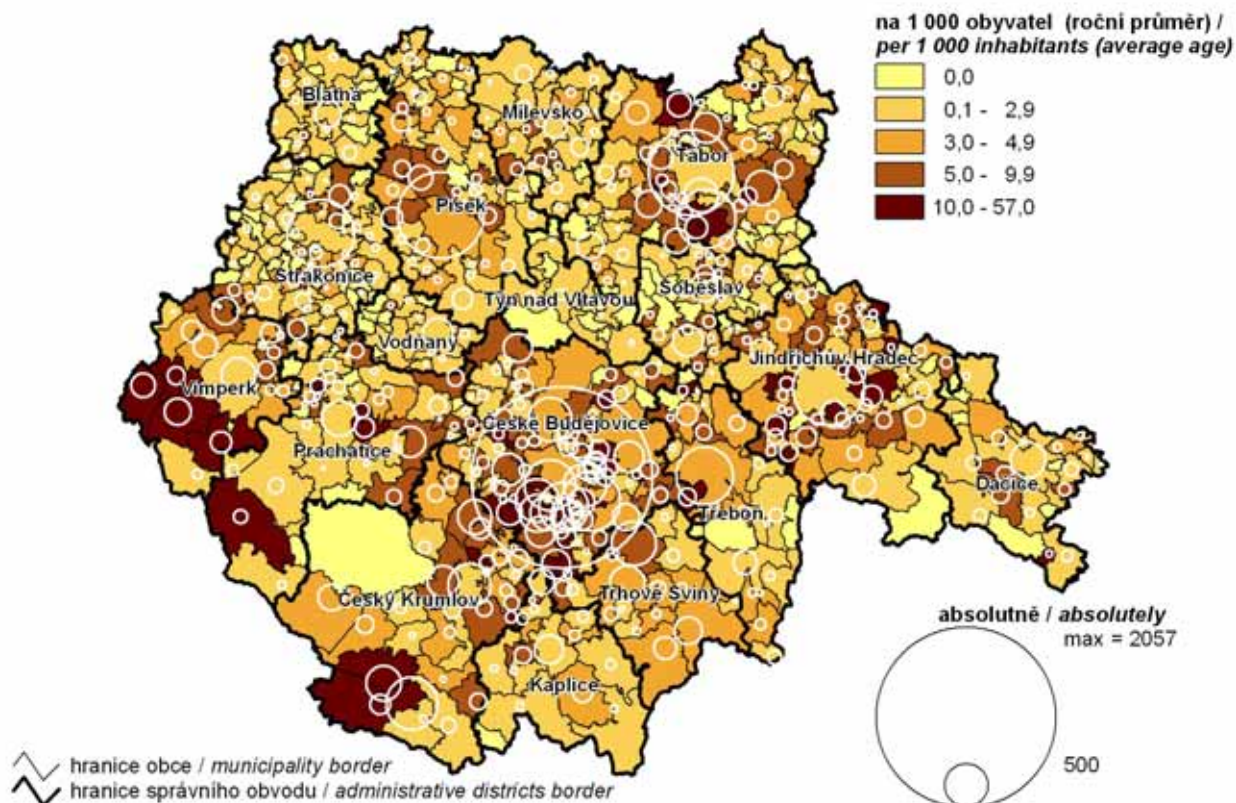 na 1 000 obyvatel (roční průměr) /
per 1 000 inhabitants (average age)
0,0
0,1 - 2,9
3,0 - 4,9
5,0 - 9,9
10,0 - 57,0
Blatná
Milevsko
Tábor
Písek
Strakonice
Týn nad Vltavou
Soběslav
Vodňany
Jindřichův Hradec
Vimperk
České Budějovice
Prachatice
Dačice
Třeboň
Český Krumlov
Trhové Sviny
Kaplice
absolutně / absolutely
max = 2057
500
hranice obce / municipality border
hranice správního obvodu / administrative districts border